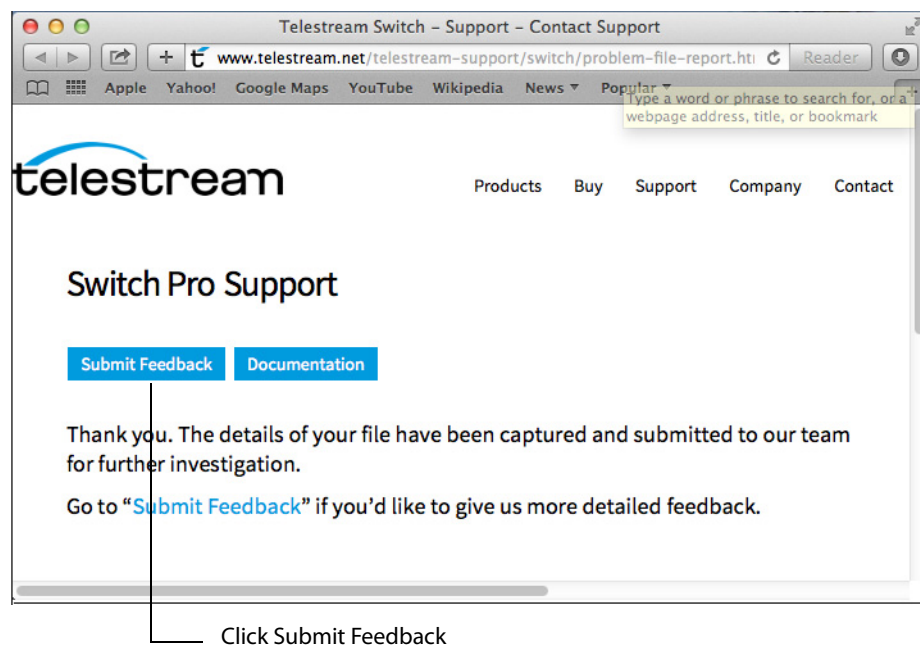 Telestream Switch – Support – Contact Support
www.telestream.net/telestream-support/switch/problem-file-report.ht
Reader
Apple Yahoo! Google Maps YouTube Wikipedia News ▾ Popular ▾
Type a word or phrase to search for, or a
webpage address, title, or bookmark
telestream
Products Buy Support Company Contact
Switch Pro Support
Submit Feedback Documentation
Thank you. The details of your file have been captured and submitted to our team
for further investigation.
Go to “Submit Feedback” if you’d like to give us more detailed feedback.
Click Submit Feedback